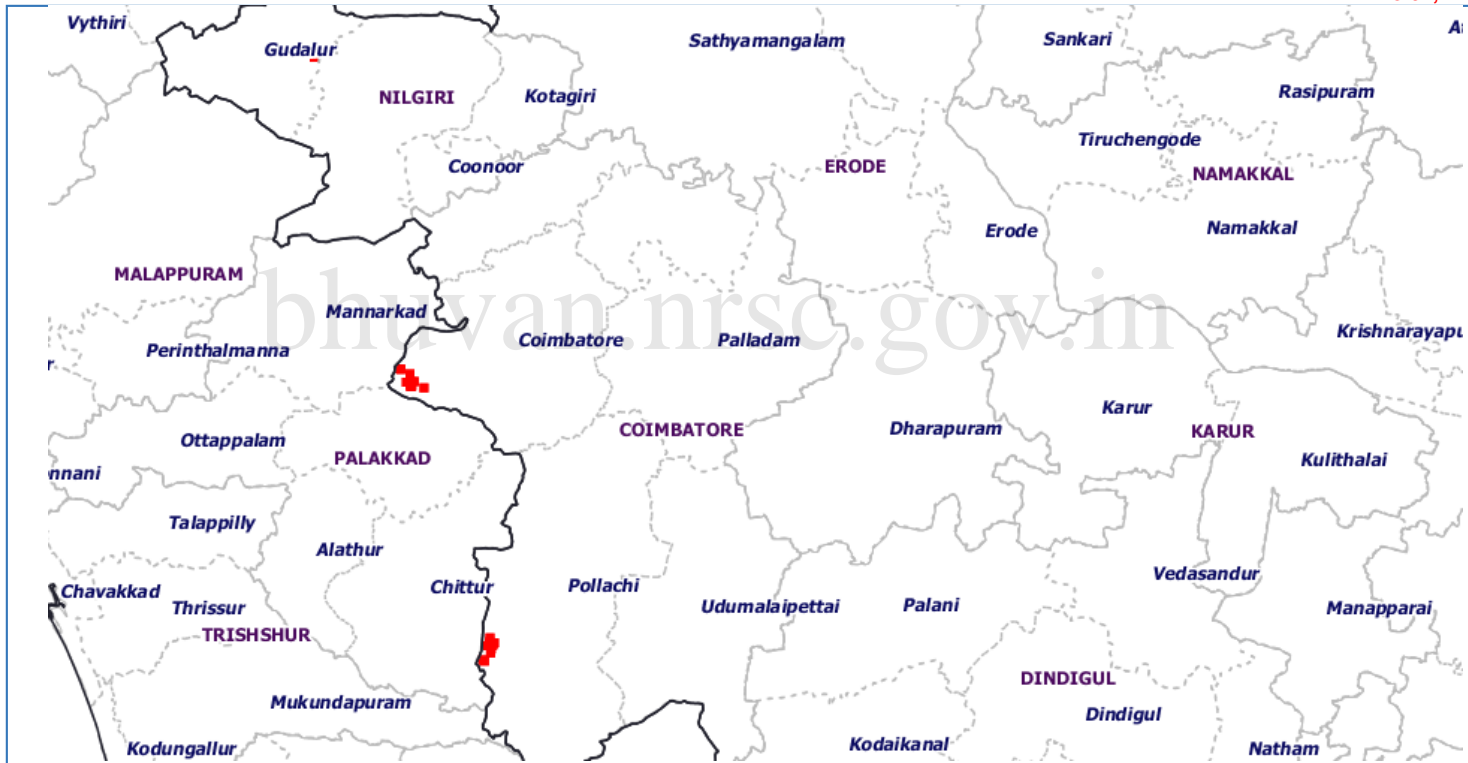 Vythiri
Gudalur
Sathyamangalam
Sankari
NILGIRI
Kotagiri
Rasipuram
Tiruchengode
Coonoor
ERODE
NAMAKKAL
Erode
Namakkal
MALAPPURAM
bhuvan.nrsc.gov.in
Mannarkad
Perinthalmanna
Coimbatore
Palladam
Krishnarayapu
Karur
Ottappalam
COIMBATORE
Dharapuram
KARUR
PALAKKAD
Kulithalai
nnani
Talappilly
Alathur
Vedasandur
Chavakkad
Thrissur
Chittur
Pollachi
Udumalaipettai
Palani
Manapparai
TRISHSHUR
DINDIGUL
Mukundapuram
Dindigul
Kodungallur
Kodaikanal
Natham